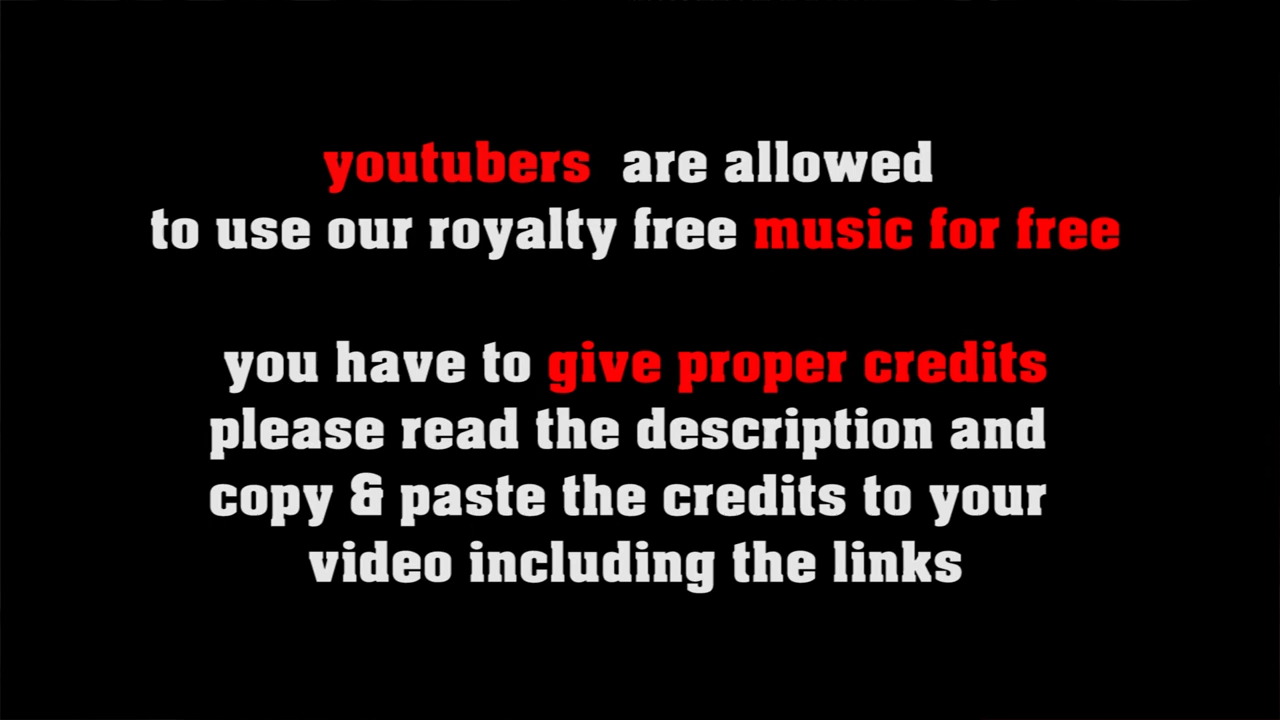 youtubers are allowed
to use our royalty free music for free
you have to give proper credits
please read the description and
copy & paste the credits to your
video including the links